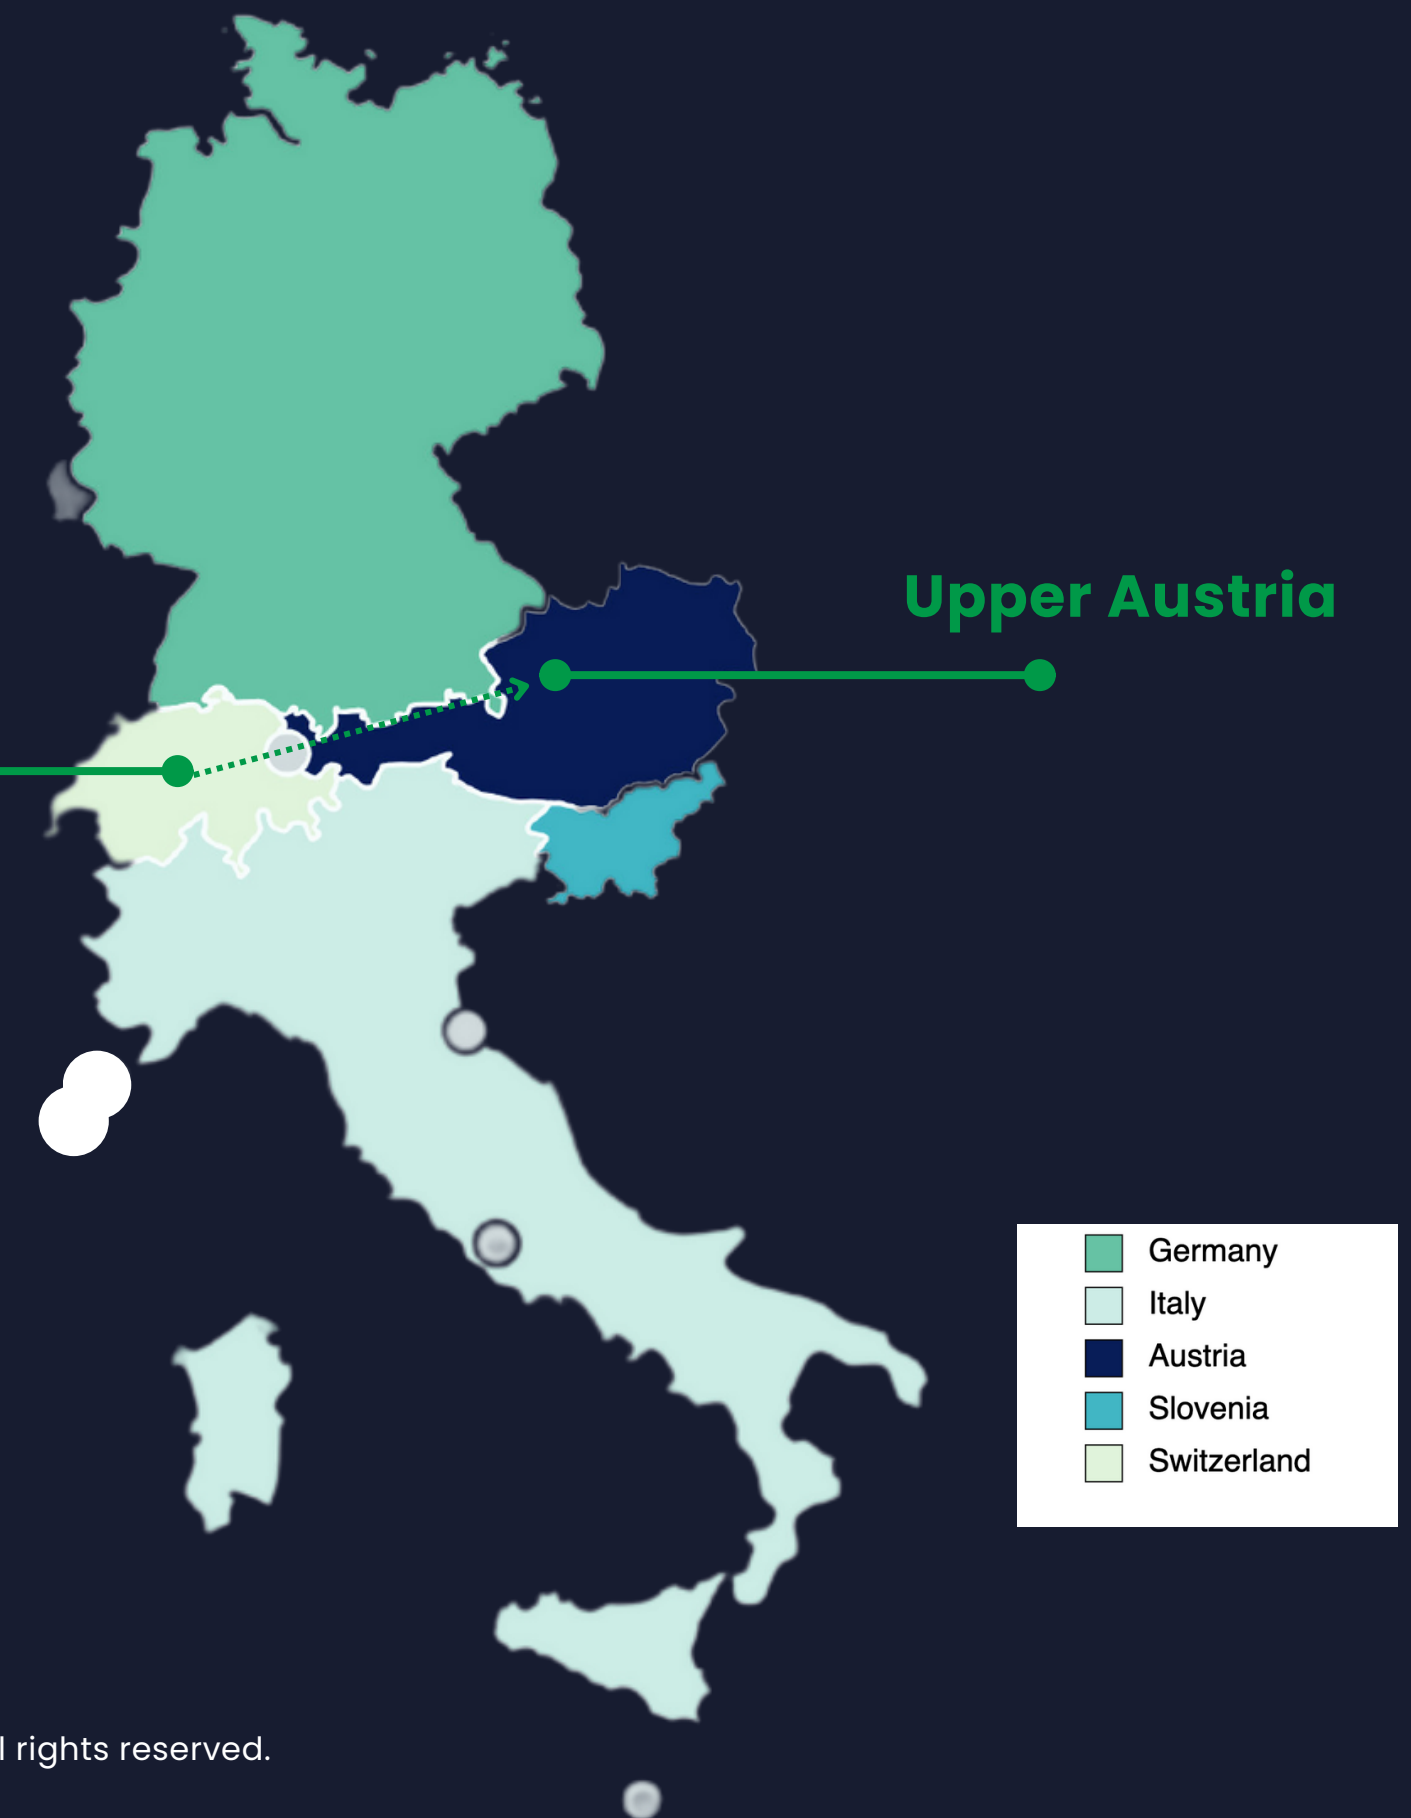 Upper Austria
Germany
Italy
Austria
Slovenia
Switzerland
rights reserved.